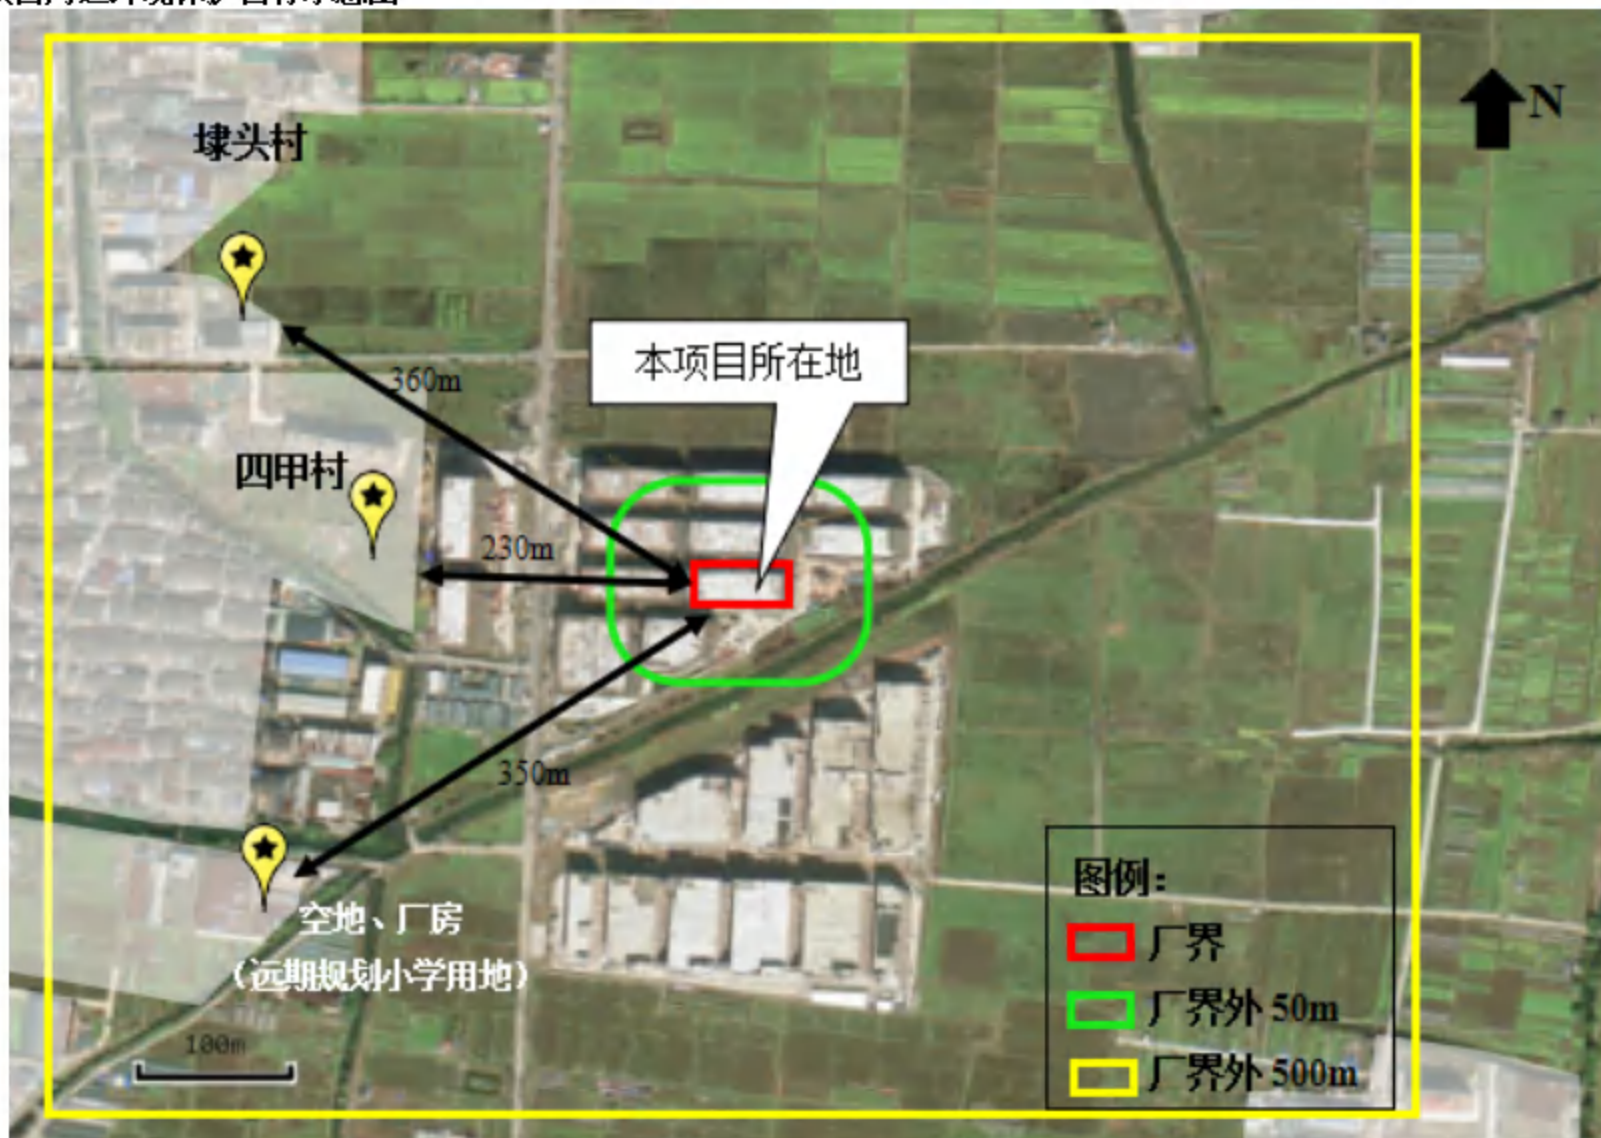 N
埭头村
本项目所在地
360m
四甲村
230m
350m
空地、厂房
（远期规划小学用地）
100m
图例：
厂界
厂界外 50m
厂界外 500m